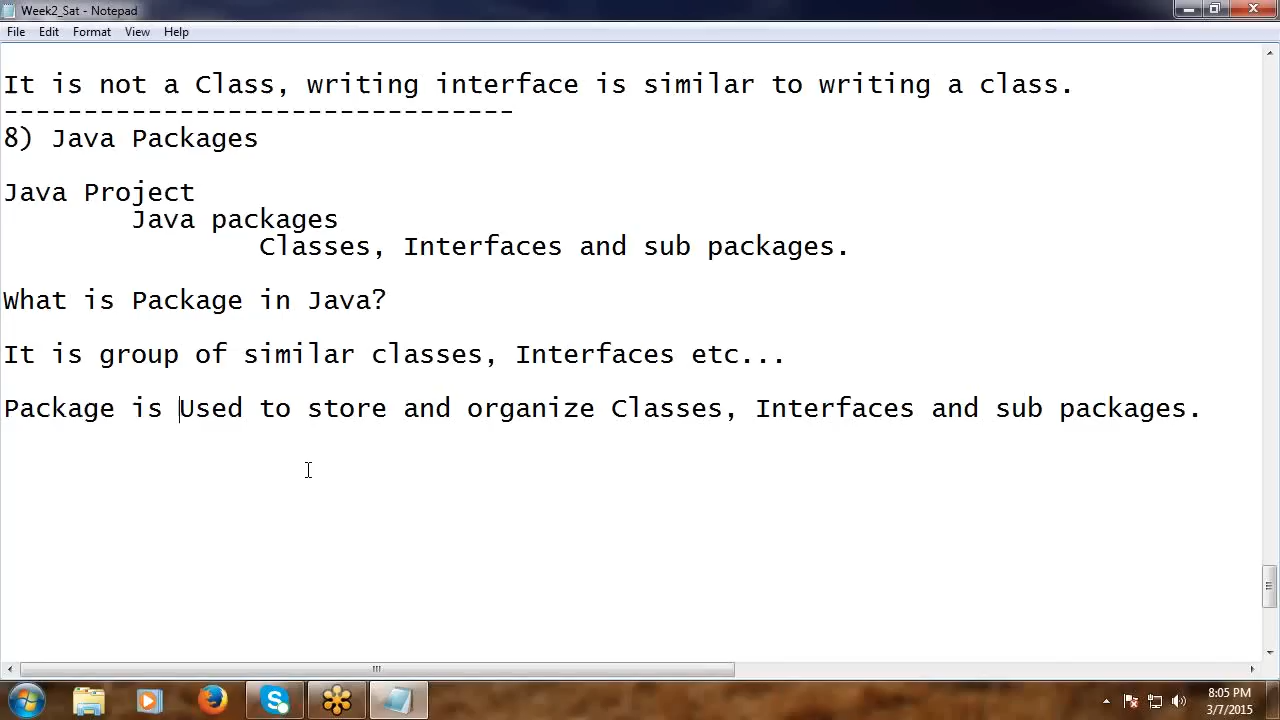 Week2_Sat - Notepad
File Edit Format View Help
It is not a Class, writing interface is similar to writing a class.
--------------------------------
8) Java Packages
Java Project
Java packages
Classes, Interfaces and sub packages.
What is Package in Java?
It is group of similar classes, Interfaces etc...
Package is Used to store and organize Classes, Interfaces and sub packages.
8:05 PM
3/7/2015